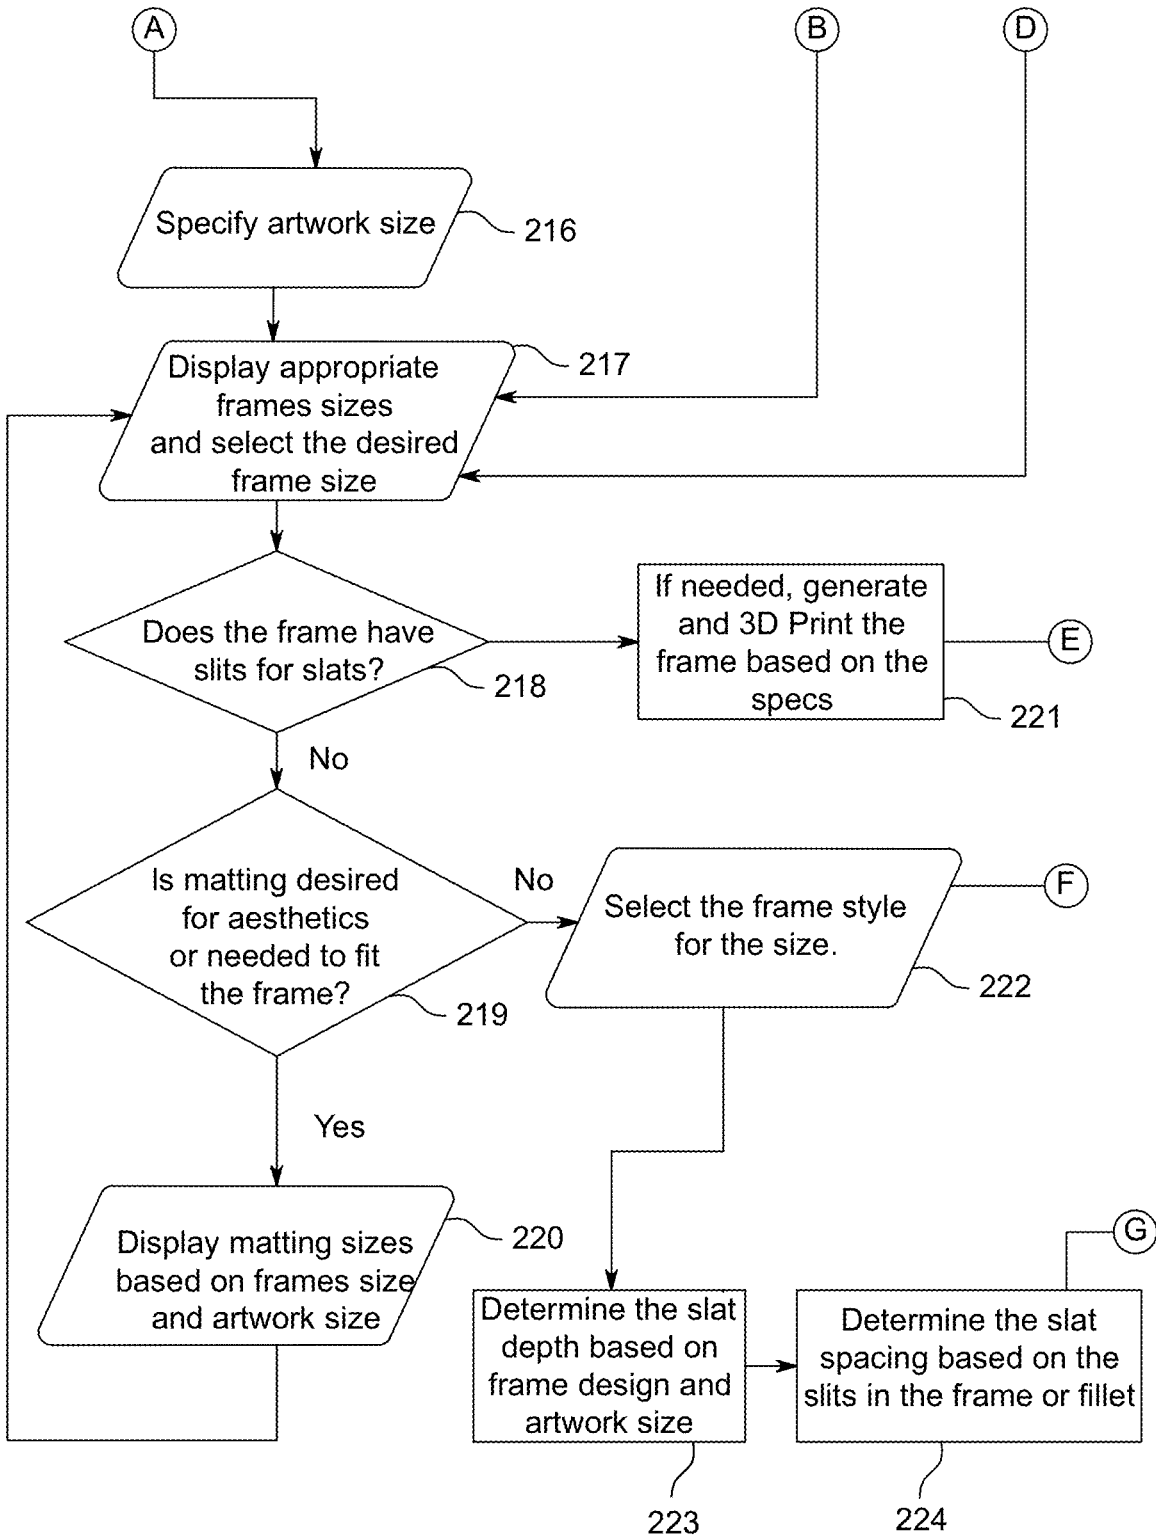 A
B
D
Specify artwork size
216
Display appropriate
frames sizes
and select the desired
frame size
217
Does the frame have
slits for slats?
218
If needed, generate
and 3D Print the
frame based on the
specs
E
221
No
Is matting desired
for aesthetics
or needed to fit
the frame?
219
No
Select the frame style
for the size.
F
222
Yes
Display matting sizes
based on frames size
and artwork size
220
Determine the slat
depth based on
frame design and
artwork size
223
G
Determine the slat
spacing based on the
slits in the frame or fillet
224